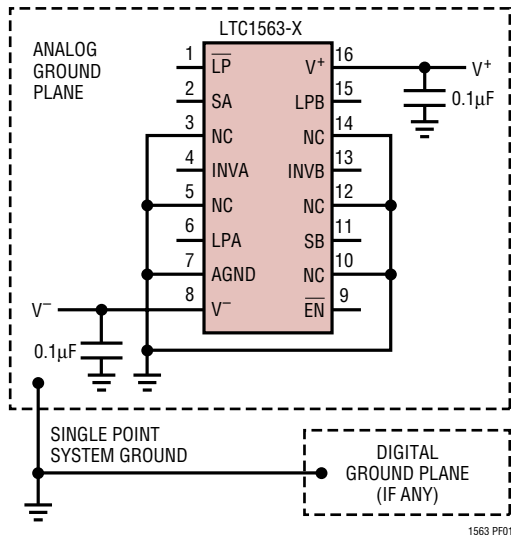 LTC1563-X
ANALOG
GROUND
PLANE
1
L̅P̅
16
V⁺
V⁺
2
SA
15
LPB
0.1µF
3
NC
14
NC
4
INVA
13
INVB
5
NC
12
NC
6
LPA
11
SB
7
AGND
10
NC
V⁻
8
V⁻
9
E̅N̅
0.1µF
SINGLE POINT
SYSTEM GROUND
DIGITAL
GROUND PLANE
(IF ANY)
1563 PF01